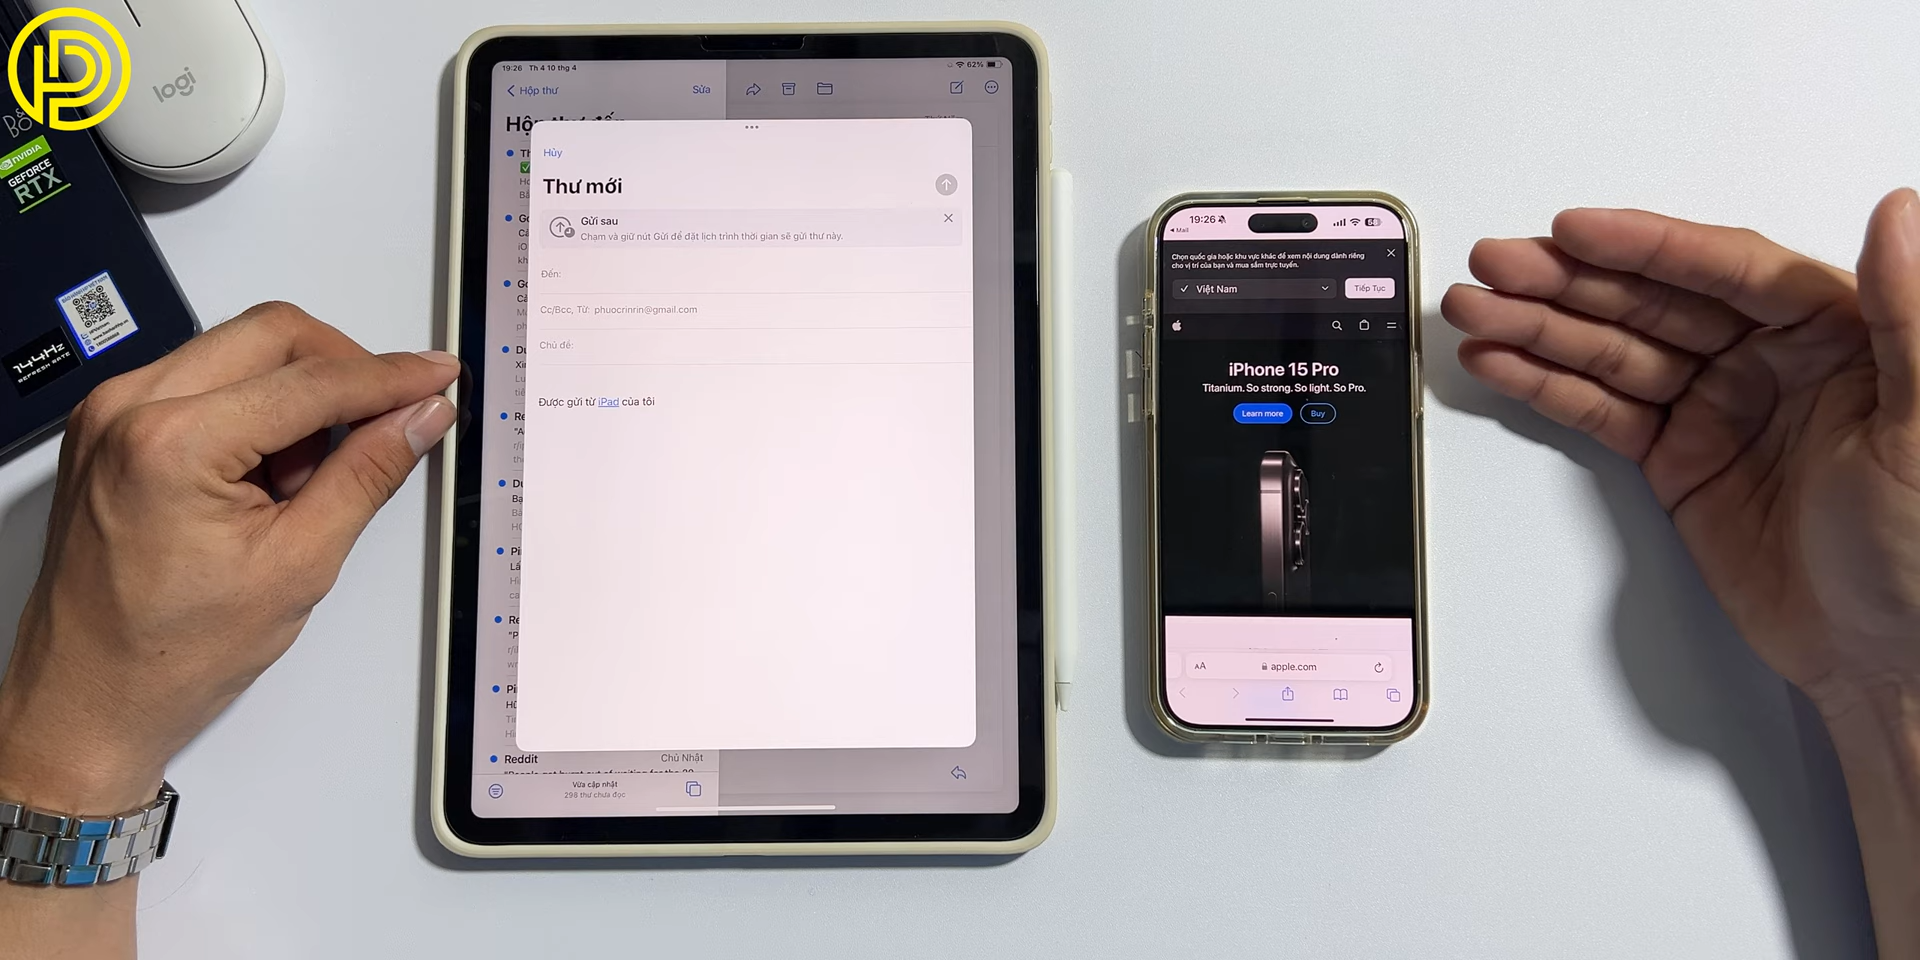 logi
NVIDIA
GEFORCE
RTX
144Hz
REFRESH RATE
19:26 Th 4 10 thg 4
62%
Hộp thư
Sửa
Hủy
Thư mới
Gửi sau
Chạm và giữ nút Gửi để đặt lịch trình thời gian sẽ gửi thư này.
Đến:
Cc/Bcc, Từ: phuocrinrin@gmail.com
Chủ đề:
Được gửi từ iPad của tôi
Reddit
Chủ Nhật
Vừa cập nhật
298 thư chưa đọc
19:26
Mail
Chọn quốc gia hoặc khu vực khác để xem nội dung dành riêng
cho vị trí của bạn và mua sắm trực tuyến.
Việt Nam
Tiếp Tục
iPhone 15 Pro
Titanium. So strong. So light. So Pro.
Learn more
Buy
AA
apple.com